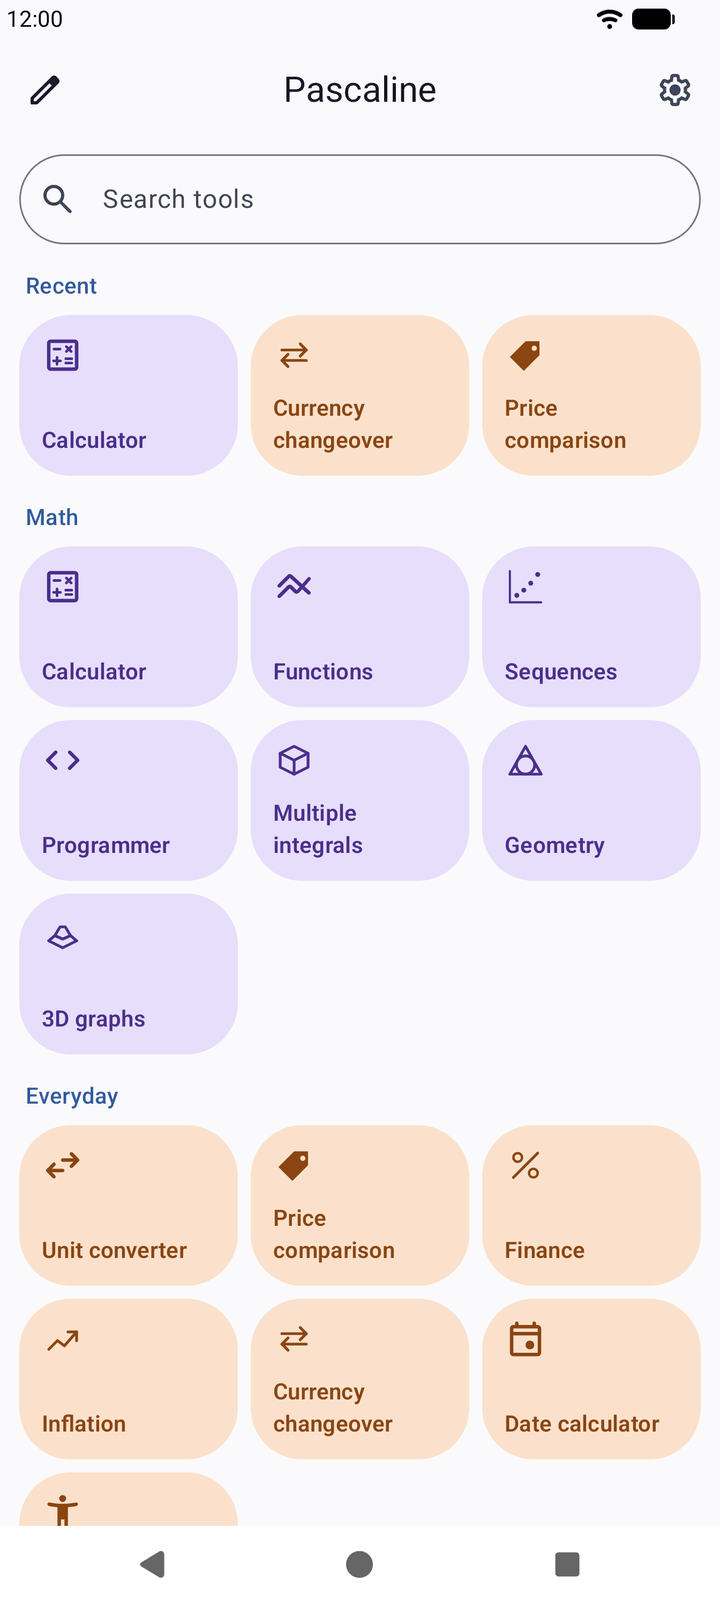 12:00
Pascaline
Search tools
Recent
Calculator
Currency
changeover
Price
comparison
Math
Calculator
Functions
Sequences
Programmer
Multiple
integrals
Geometry
3D graphs
Everyday
Unit converter
Price
comparison
Finance
Inflation
Currency
changeover
Date calculator